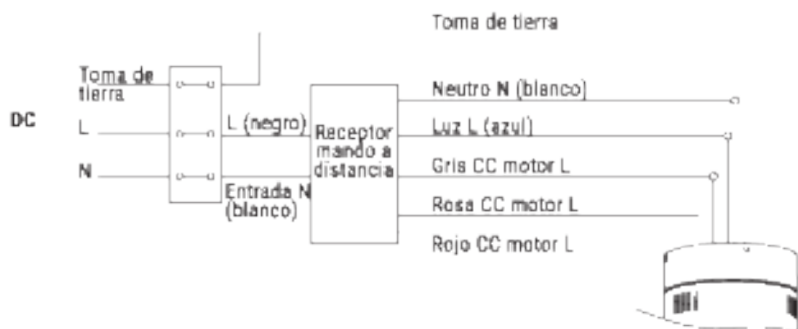 Toma de tierra
Toma de
tierra
DC
L
N
L (negro)
Entrada N
(blanco)
Receptor
mando a
distancia
Neutro N (blanco)
Luz L (azul)
Gris CC motor L
Rosa CC motor L
Rojo CC motor L